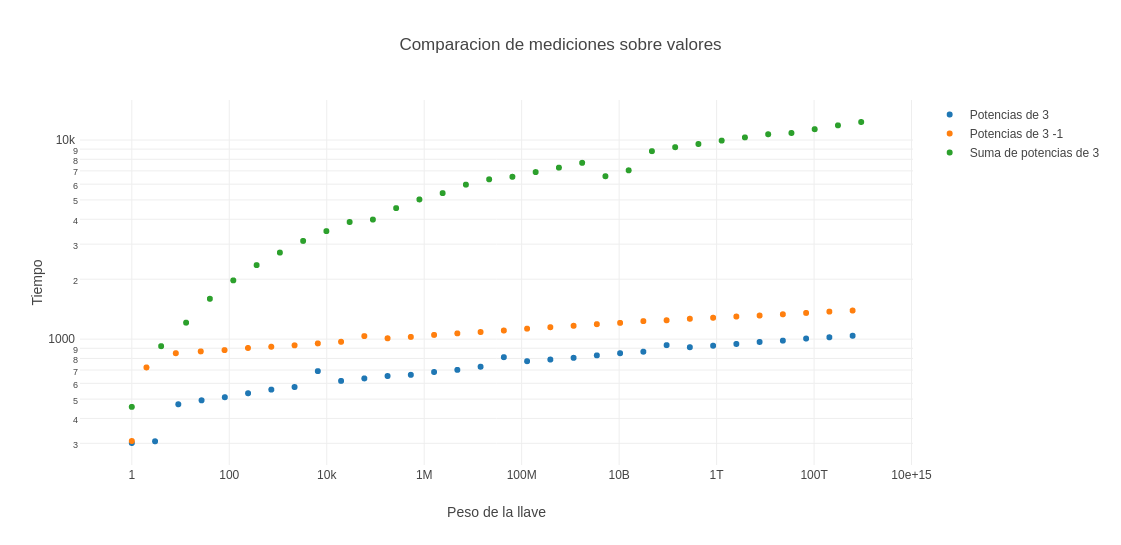 Comparacion de mediciones sobre valores
Potencias de 3
Potencias de 3 -1
Suma de potencias de 3
10k
9
8
7
6
5
4
3
2
1000
9
8
7
6
5
4
3
Tiempo
1 100 10k 1M 100M 10B 1T 100T 10e+15
Peso de la llave